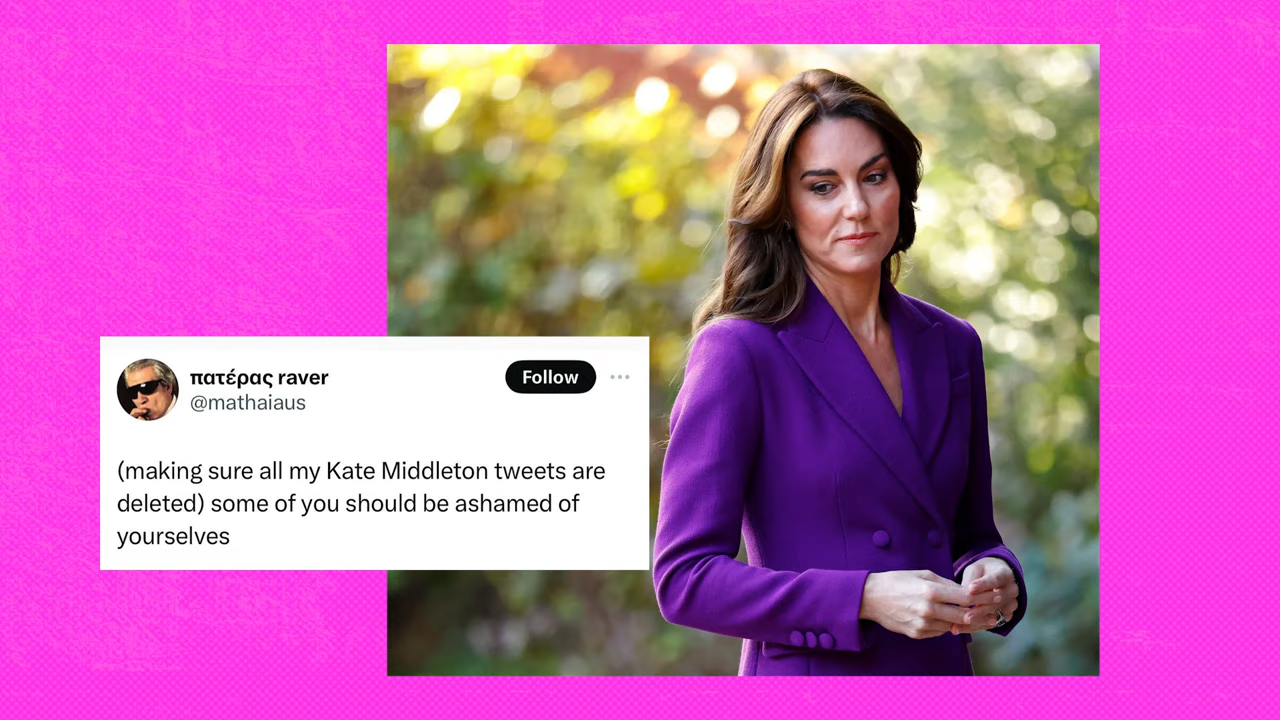 πατέρας raver
Follow
@mathaiaus
(making sure all my Kate Middleton tweets are
deleted) some of you should be ashamed of
yourselves